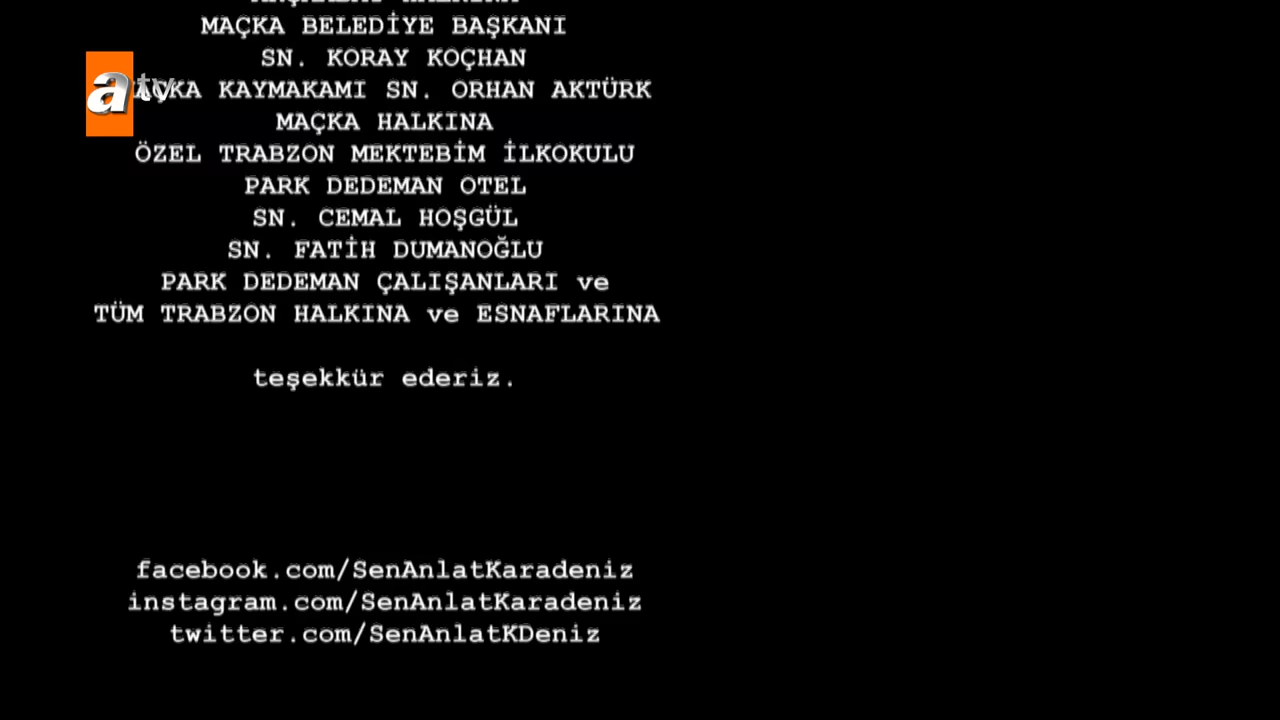 MAÇKA BELEDİYE BAŞKANI
SN. KORAY KOÇHAN
atv
KAYMAKAMI SN. ORHAN AKTÜRK
MAÇKA HALKINA
ÖZEL TRABZON MEKTEBİM İLKOKULU
PARK DEDEMAN OTEL
SN. CEMAL HOŞGÜL
SN. FATİH DUMANOĞLU
PARK DEDEMAN ÇALIŞANLARI ve
TÜM TRABZON HALKINA ve ESNAFLARINA
teşekkür ederiz.
facebook.com/SenAnlatKaradeniz
instagram.com/SenAnlatKaradeniz
twitter.com/SenAnlatKDeniz